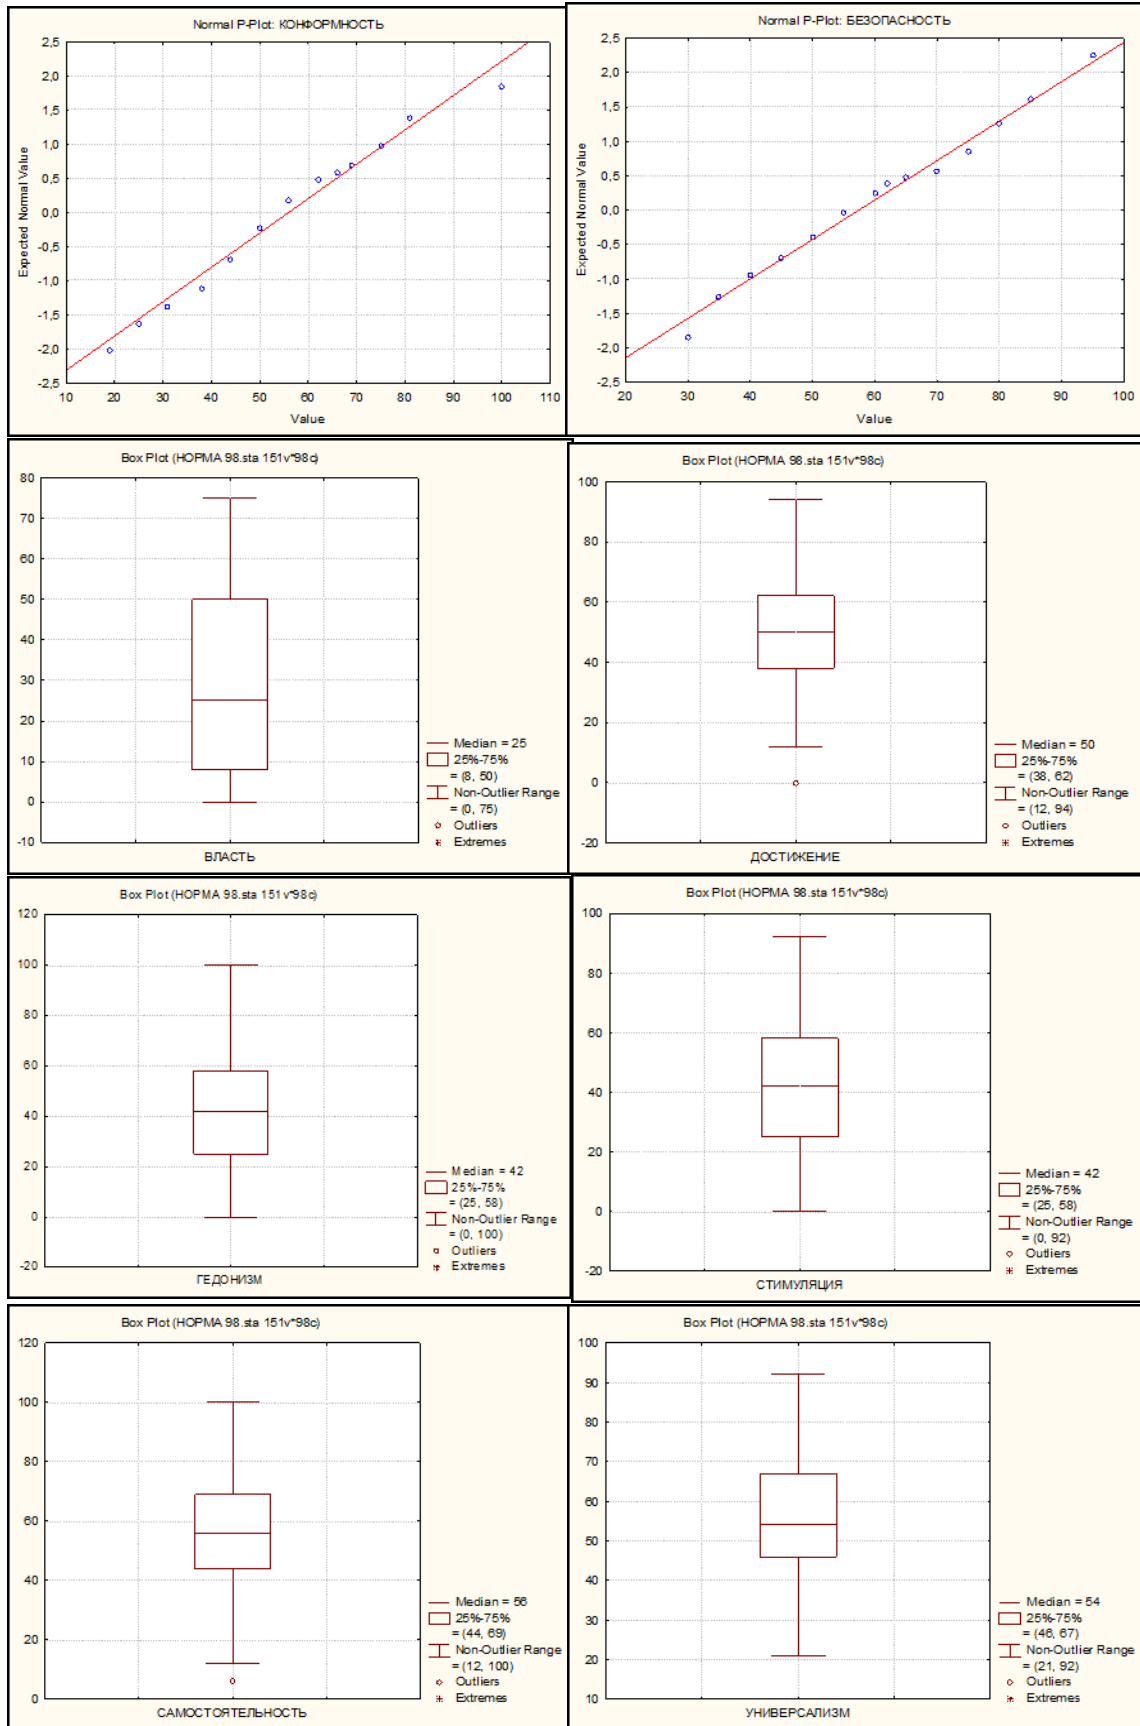 Normal P-Plot: КОНФОРМНОСТЬ
2,5
2,0
1,5
1,0
0,5
0,0
-0,5
-1,0
-1,5
-2,0
-2,5
Expected Normal Value
10 20 30 40 50 60 70 80 90 100 110
Value
Normal P-Plot: БЕЗОПАСНОСТЬ
2,5
2,0
1,5
1,0
0,5
0,0
-0,5
-1,0
-1,5
-2,0
-2,5
Expected Normal Value
20 30 40 50 60 70 80 90 100
Value
Box Plot (НОРМА 98.sta 151v*98c)
80
70
60
50
40
30
20
10
0
-10
ВЛАСТЬ
Median = 25
25%-75%
= (8, 50)
Non-Outlier Range
= (0, 75)
Outliers
Extremes
Box Plot (НОРМА 98.sta 151v*98c)
100
80
60
40
20
0
-20
ДОСТИЖЕНИЕ
Median = 50
25%-75%
= (38, 62)
Non-Outlier Range
= (12, 94)
Outliers
Extremes
Box Plot (НОРМА 98.sta 151v*98c)
120
100
80
60
40
20
0
-20
ГЕДОНИЗМ
Median = 42
25%-75%
= (25, 58)
Non-Outlier Range
= (0, 100)
Outliers
Extremes
Box Plot (НОРМА 98.sta 151v*98c)
100
80
60
40
20
0
-20
СТИМУЛЯЦИЯ
Median = 42
25%-75%
= (25, 58)
Non-Outlier Range
= (0, 92)
Outliers
Extremes
Box Plot (НОРМА 98.sta 151v*98c)
120
100
80
60
40
20
0
САМОСТОЯТЕЛЬНОСТЬ
Median = 56
25%-75%
= (44, 69)
Non-Outlier Range
= (12, 100)
Outliers
Extremes
Box Plot (НОРМА 98.sta 151v*98c)
100
90
80
70
60
50
40
30
20
10
УНИВЕРСАЛИЗМ
Median = 54
25%-75%
= (46, 67)
Non-Outlier Range
= (21, 92)
Outliers
Extremes